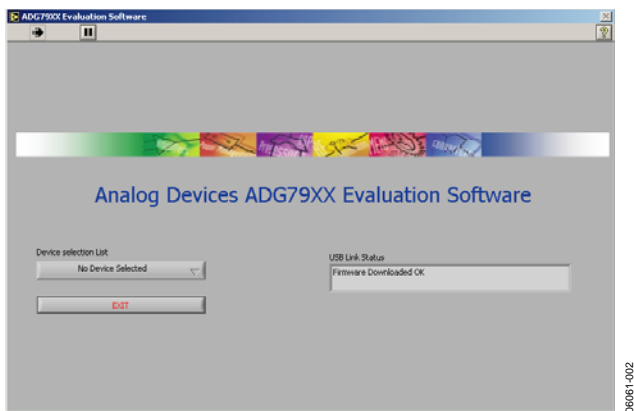 ADG79XX Evaluation Software
Analog Devices ADG79XX Evaluation Software
Device selection List
No Device Selected
EXIT
USB Link Status
Firmware Downloaded OK
06061-002